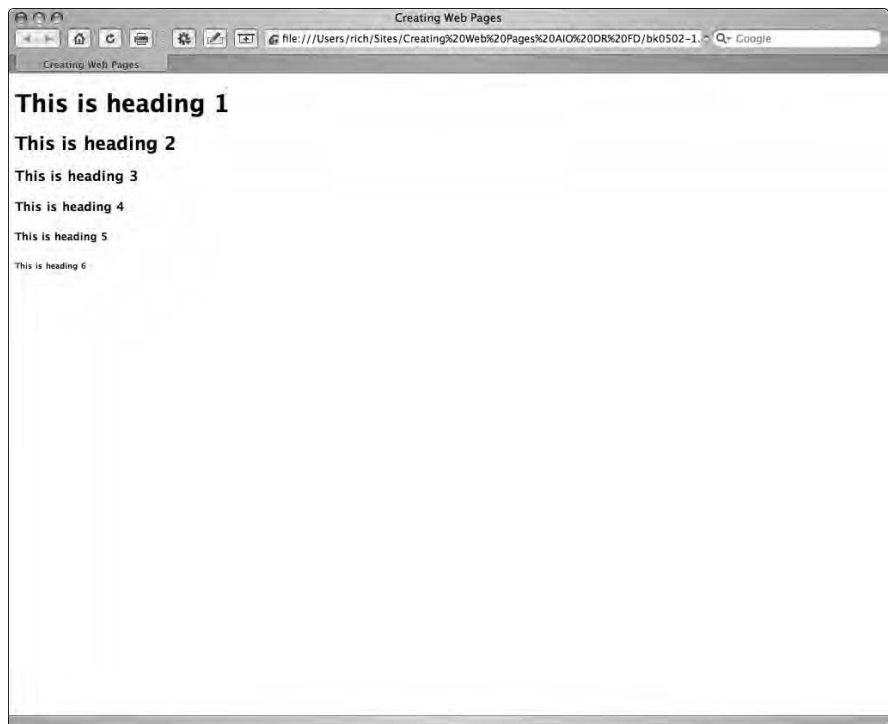 Creating Web Pages
file:///Users/rich/Sites/Creating%20Web%20Pages%20AIO%20DR%20FD/bk0502-1.
Google
Creating Web Pages
This is heading 1
This is heading 2
This is heading 3
This is heading 4
This is heading 5
This is heading 6